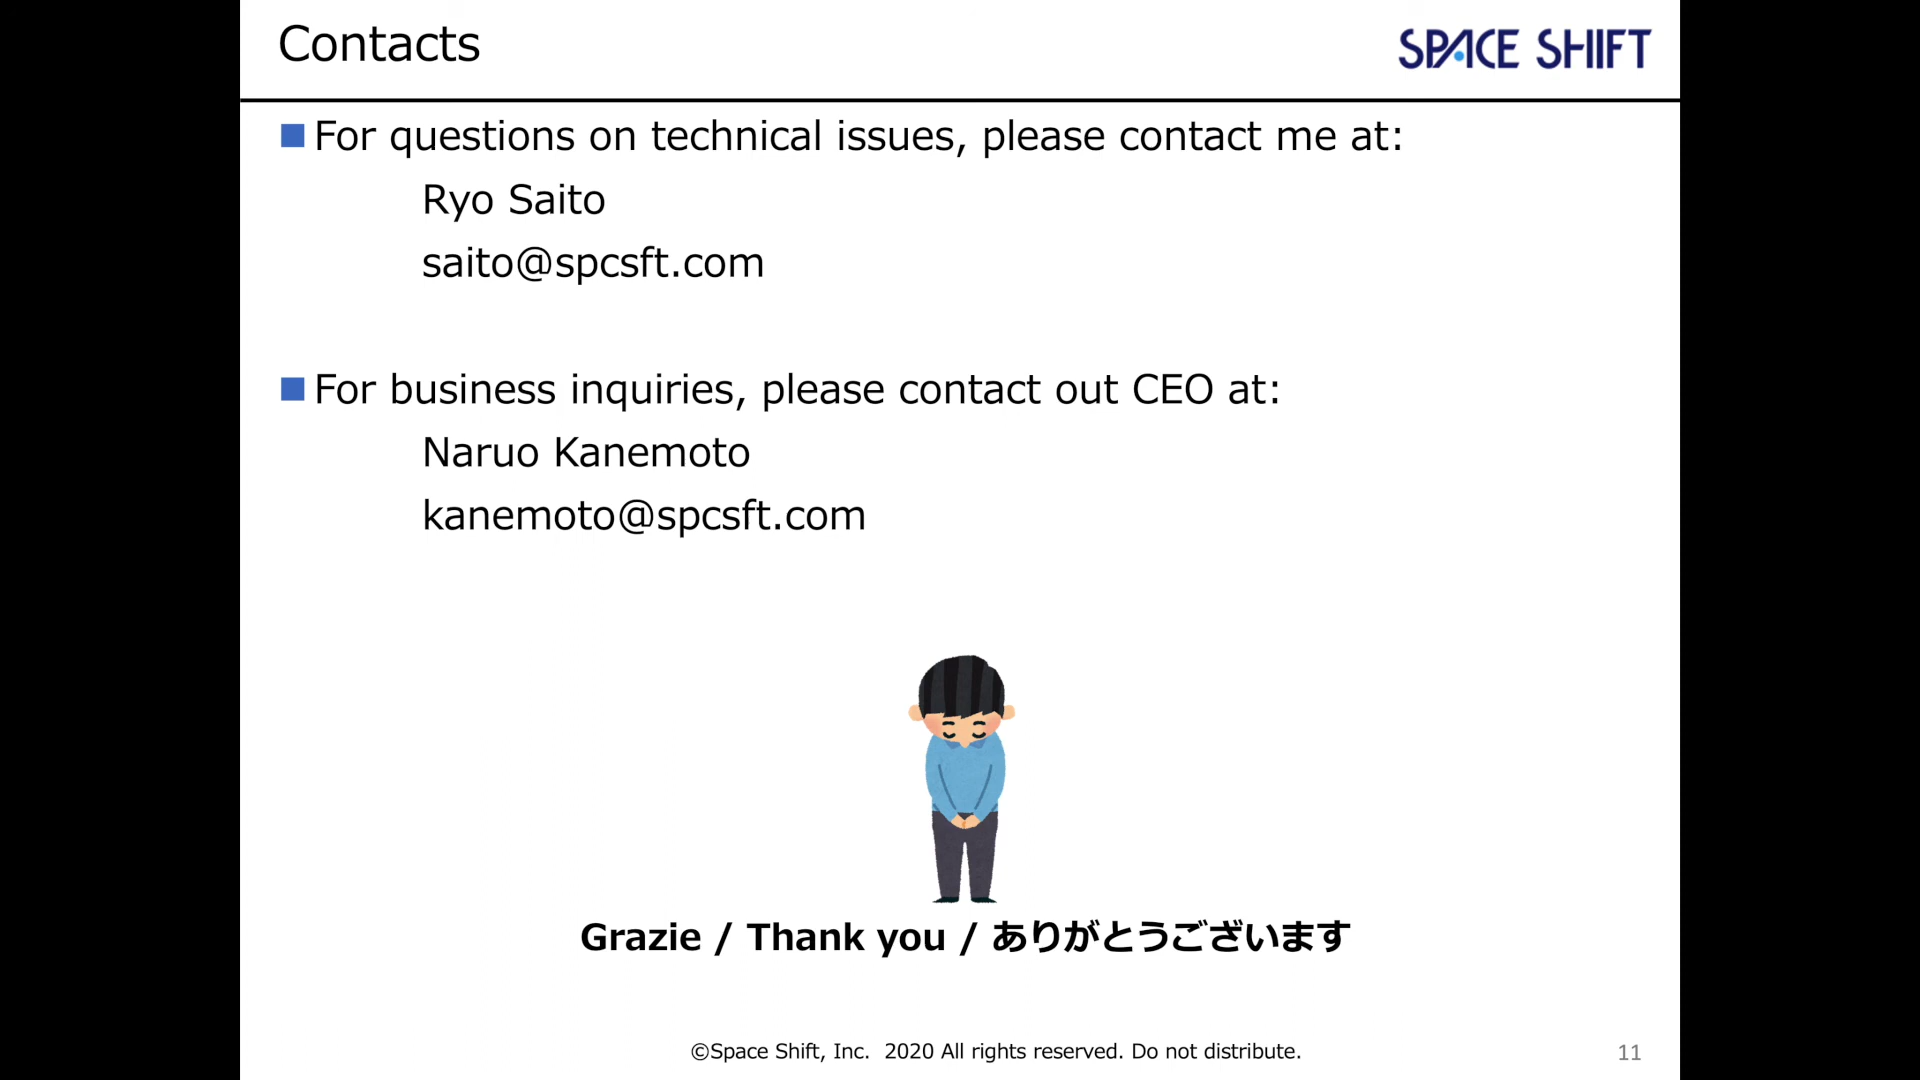 Contacts
SPACE SHIFT
For questions on technical issues, please contact me at:
Ryo Saito
saito@spcsft.com
For business inquiries, please contact out CEO at:
Naruo Kanemoto
kanemoto@spcsft.com
Grazie / Thank you / ありがとうございます
©Space Shift, Inc.  2020 All rights reserved. Do not distribute.
11